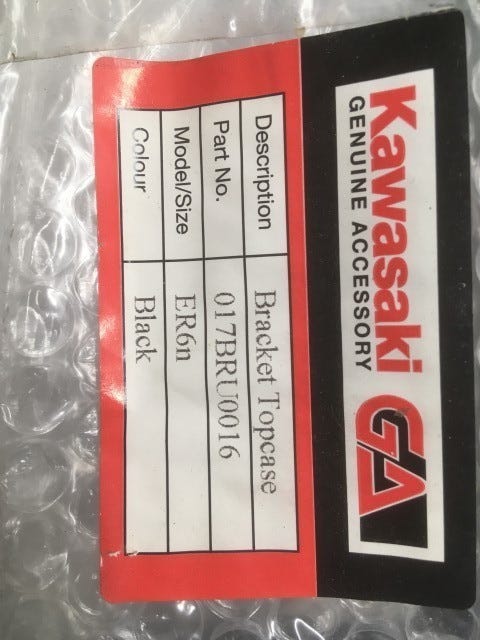 Kawasaki GA
GENUINE ACCESSORY
Description Bracket Topcase
Part No. 017BRU0016
Model/Size ER6n
Colour Black